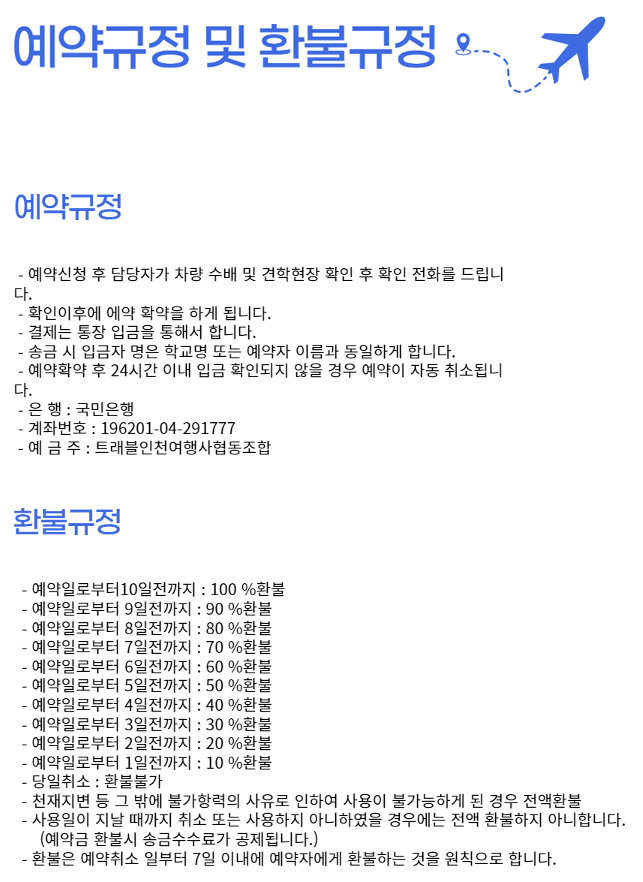 예약규정 및 환불규정
예약규정
- 예약신청 후 담당자가 차량 수배 및 견학현장 확인 후 확인 전화를 드립니
다.
- 확인이후에 에약 확약을 하게 됩니다.
- 결제는 통장 입금을 통해서 합니다.
- 송금 시 입금자 명은 학교명 또는 예약자 이름과 동일하게 합니다.
- 예약확약 후 24시간 이내 입금 확인되지 않을 경우 예약이 자동 취소됩니
다.
- 은 행 : 국민은행
- 계좌번호 : 196201-04-291777
- 예 금 주 : 트래블인천여행사협동조합
환불규정
- 예약일로부터10일전까지 : 100 %환불
- 예약일로부터 9일전까지 : 90 %환불
- 예약일로부터 8일전까지 : 80 %환불
- 예약일로부터 7일전까지 : 70 %환불
- 예약일로부터 6일전까지 : 60 %환불
- 예약일로부터 5일전까지 : 50 %환불
- 예약일로부터 4일전까지 : 40 %환불
- 예약일로부터 3일전까지 : 30 %환불
- 예약일로부터 2일전까지 : 20 %환불
- 예약일로부터 1일전까지 : 10 %환불
- 당일취소 : 환불불가
- 천재지변 등 그 밖에 불가항력의 사유로 인하여 사용이 불가능하게 된 경우 전액환불
- 사용일이 지날 때까지 취소 또는 사용하지 아니하였을 경우에는 전액 환불하지 아니합니다.
(예약금 환불시 송금수수료가 공제됩니다.)
- 환불은 예약취소 일부터 7일 이내에 예약자에게 환불하는 것을 원칙으로 합니다.